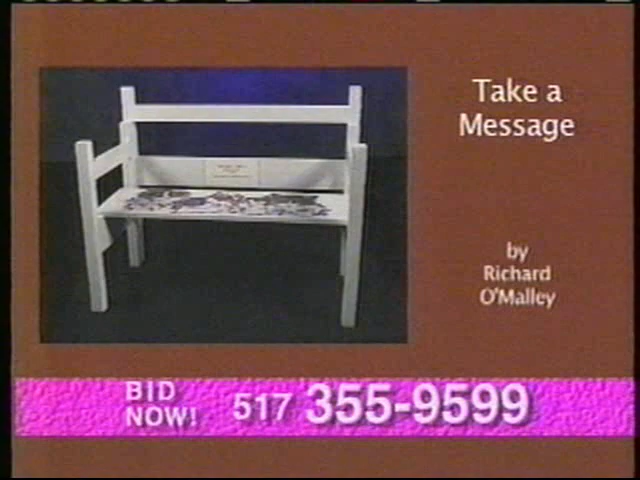 Take a
Message
by
Richard
O'Malley
BID
NOW!
517 355-9599